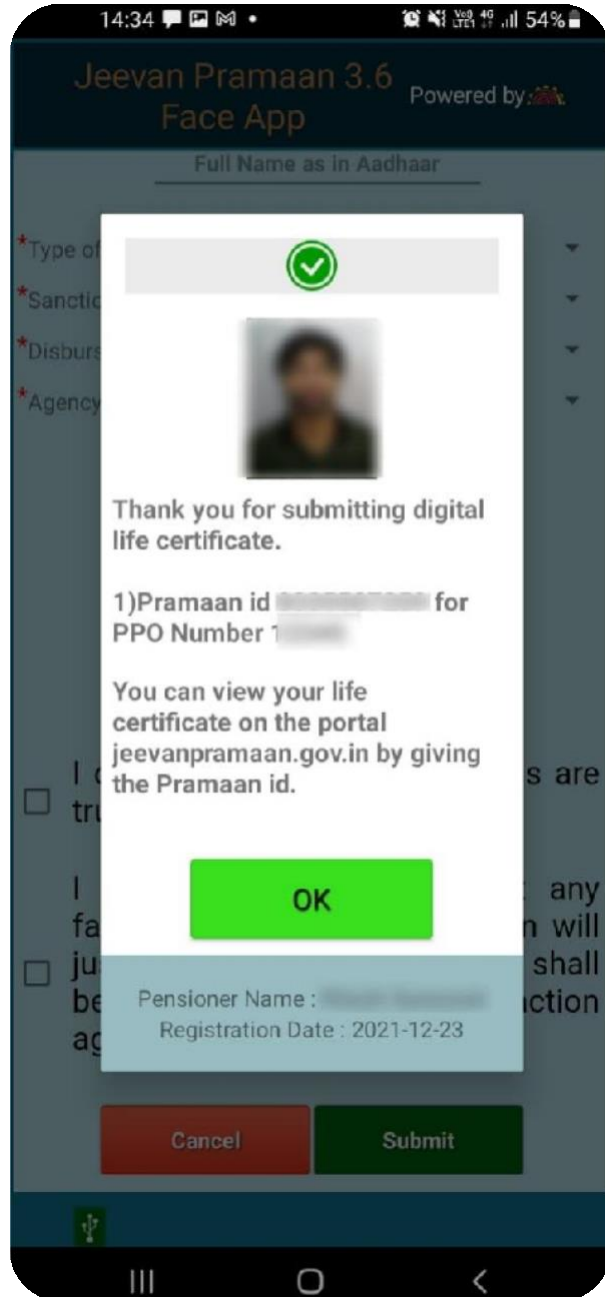 14:34
54%
Jeevan Pramaan 3.6
Face App
Powered by:
Full Name as in Aadhaar
*Type of
*
*
*Agency
Thank you for submitting digital
life certificate.
1)Pramaan id for
PPO Number
You can view your life
certificate on the portal
jeevanpramaan.gov.in by giving
the Pramaan id.
I s are
I any
will
shall
OK
Pensioner Name :
Registration Date : 2021-12-23
Cancel Submit